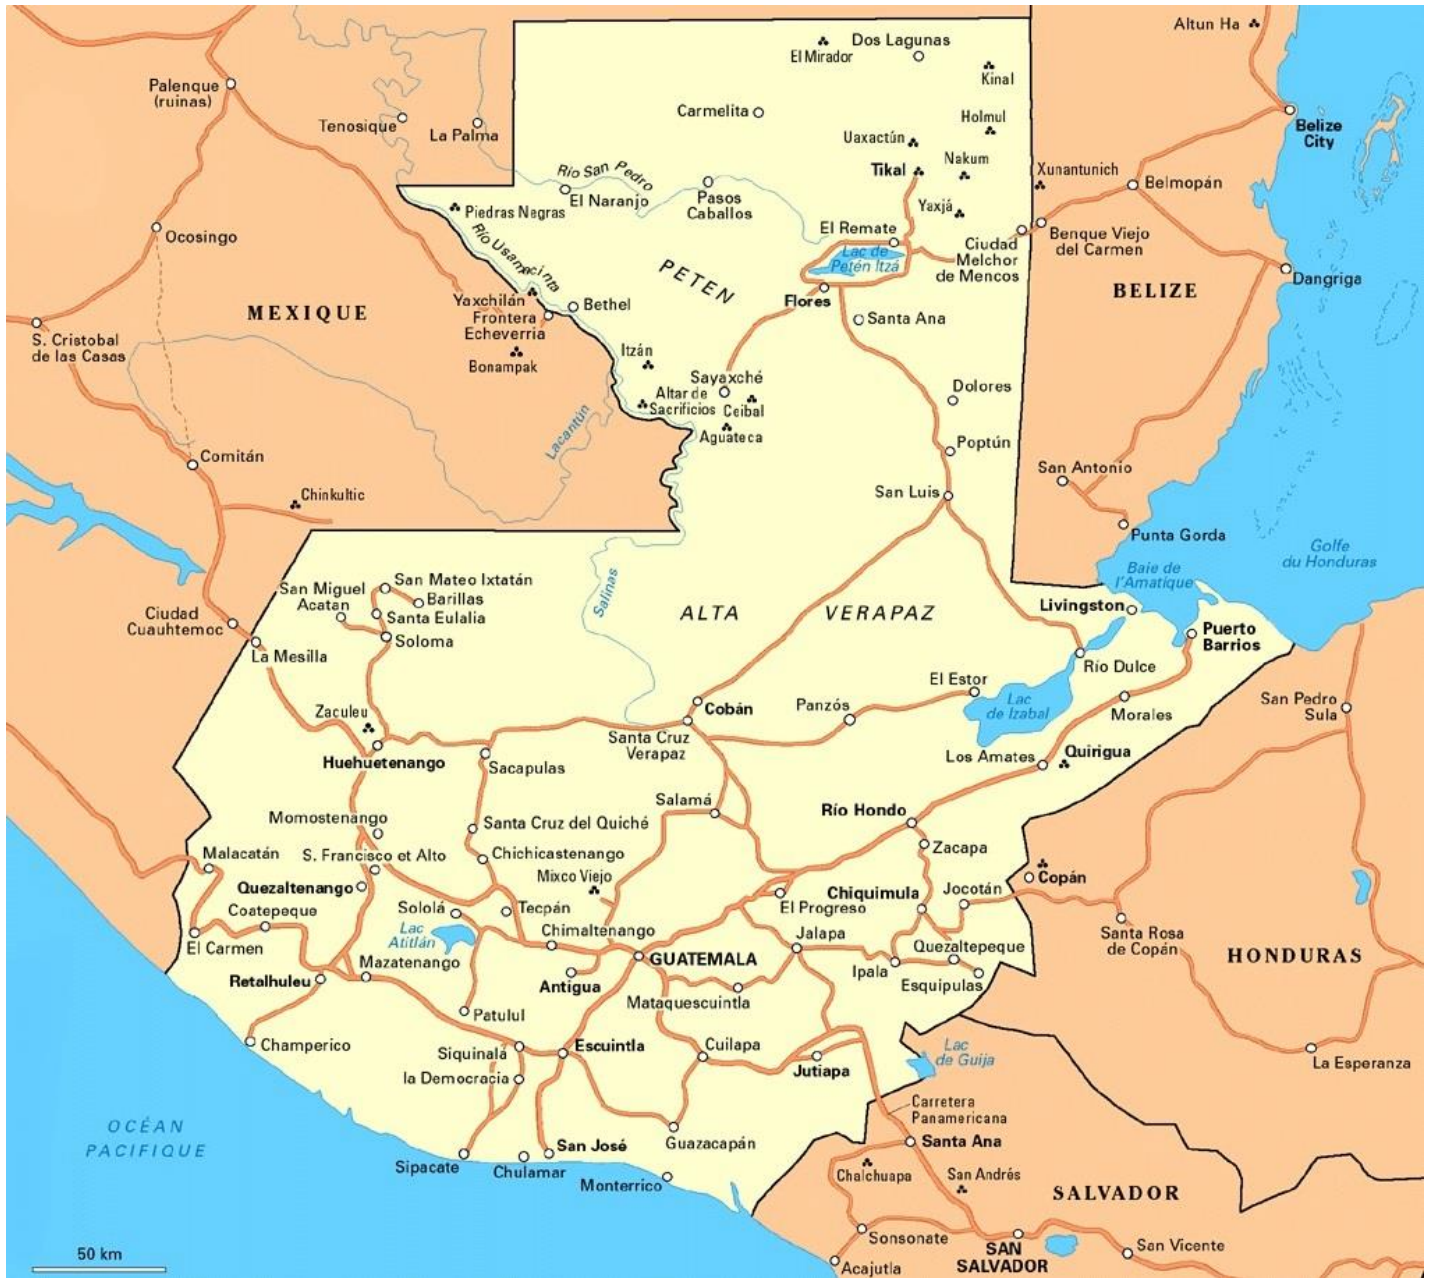 Altun Ha
El Mirador
Dos Lagunas
Kinal
Palenque
(ruinas)
Tenosique
La Palma
Carmelita
Holmul
Uaxactún
Belize
City
Nakum
Tikal
Xunantunich
Río San Pedro
El Naranjo
Pasos
Caballos
Belmopán
Piedras Negras
Yaxjá
Ocosingo
Río Usamacinta
El Remate
Ciudad
Melchor
de Mencos
Benque Viejo
del Carmen
Lac de
Petén Itzá
PETEN
Dangriga
BELIZE
Yaxchilán
Frontera
Echeverria
Bethel
Flores
MEXIQUE
Santa Ana
S. Cristobal
de las Casas
Bonampak
Itzán
Sayaxché
Altar de
Sacrificios
Ceibal
Dolores
Aguateca
Lacantún
Poptún
Comitán
San Antonio
Chinkultic
San Luis
Punta Gorda
Golfe
du Honduras
Baie de
l'Amatique
San Miguel
Acatan
San Mateo Ixtatán
Barillas
Santa Eulalia
Soloma
Salinas
ALTA VERAPAZ
Livingston
Puerto
Barrios
Ciudad
Cuauhtemoc
La Mesilla
Río Dulce
El Estor
Lac
de Izabal
San Pedro
Sula
Zaculeu
Cobán
Panzós
Morales
Santa Cruz
Verapaz
Huehuetenango
Sacapulas
Los Amates
Quirigua
Salamá
Río Hondo
Momostenango
Santa Cruz del Quiché
Zacapa
Malacatán
S. Francisco et Alto
Chichicastenango
Mixco Viejo
Copán
Quezaltenango
Chiquimula
Jocotán
Coatepeque
Sololá
Tecpán
El Progreso
Lac
Atitlán
Chimaltenango
Jalapa
El Carmen
Quezaltepeque
Santa Rosa
de Copán
HONDURAS
Mazatenango
GUATEMALA
Retalhuleu
Antigua
Ipala
Esquipulas
Mataquescuintla
Patulul
Champerico
Siquinalá
Escuintla
Cuilapa
Lac
de Guija
La Esperanza
la Democracia
Jutiapa
Carretera
Panamericana
OCÉAN
PACIFIQUE
Guazacapán
Santa Ana
San José
Sipacate
Chulamar
Monterrico
Chalchuapa
San Andrés
SALVADOR
Sonsonate
SAN
SALVADOR
San Vicente
50 km
Acajutla